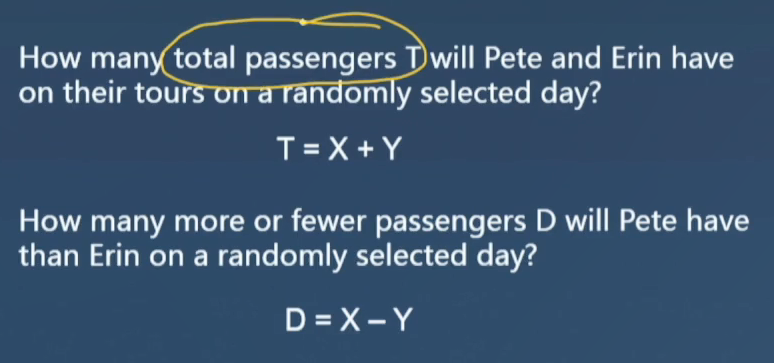 How many total passengers T will Pete and Erin have
on their tours on a randomly selected day?
T = X + Y
How many more or fewer passengers D will Pete have
than Erin on a randomly selected day?
D = X – Y